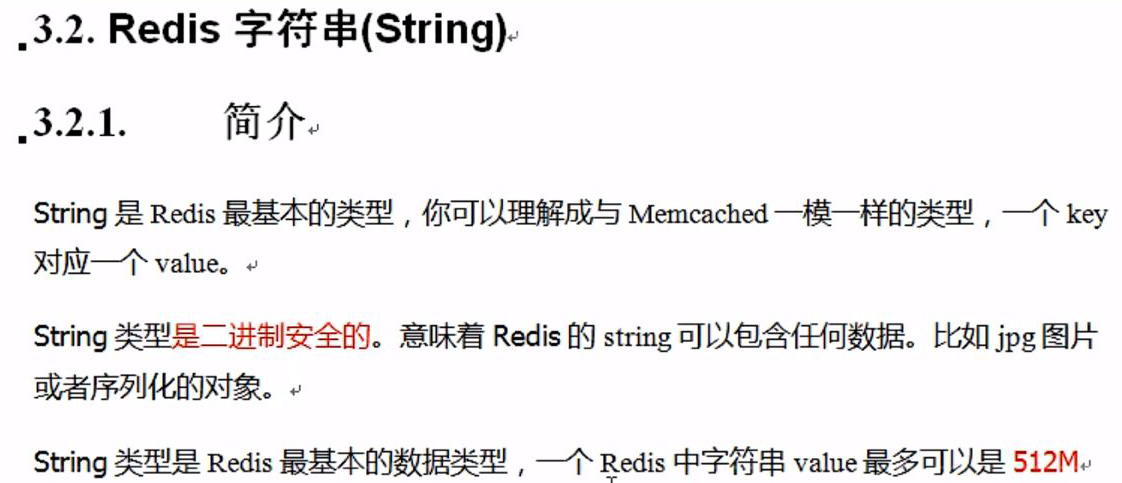 3.2. Redis 字符串(String)
3.2.1. 简介
String 是 Redis 最基本的类型，你可以理解成与 Memcached 一模一样的类型，一个 key
对应一个 value。
String 类型是二进制安全的。意味着 Redis 的 string 可以包含任何数据。比如 jpg 图片
或者序列化的对象。
String 类型是 Redis 最基本的数据类型，一个 Redis 中字符串 value 最多可以是 512M